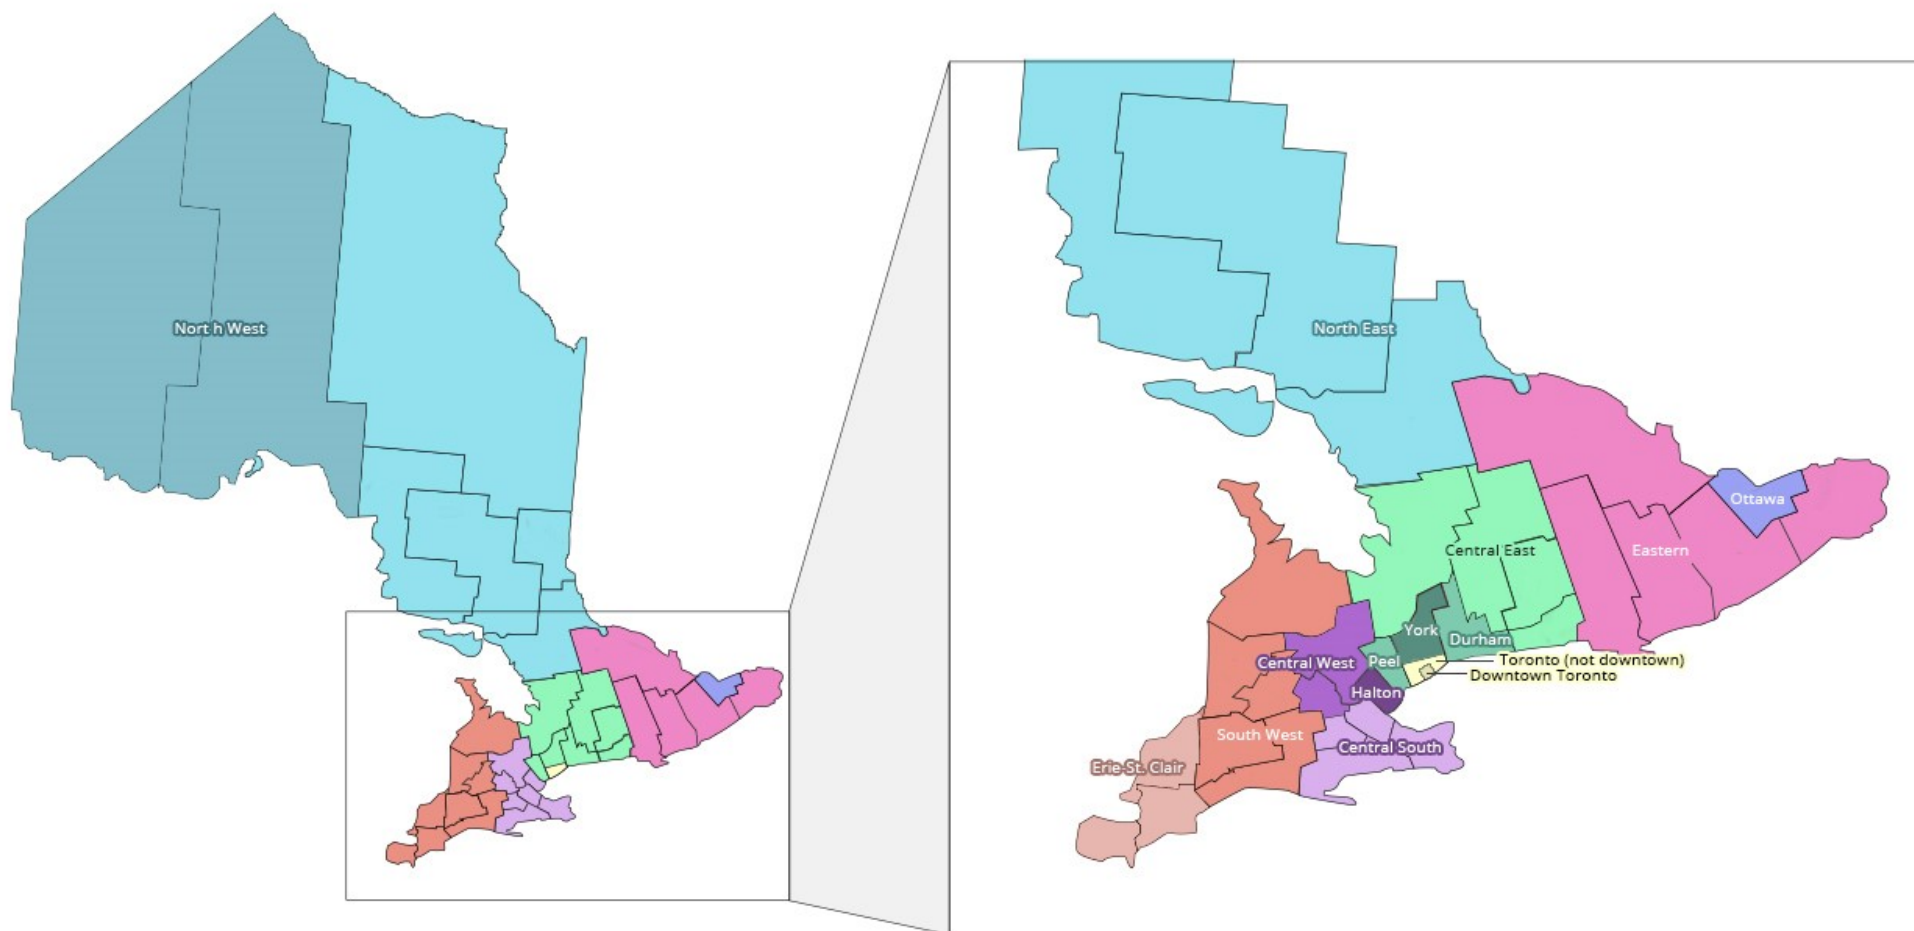 Nort h West
North East
Ottawa
Eastern
Central East
York
Durham
Peel
Central West
Toronto (not downtown)
Downtown Toronto
Halton
South West
Central South
Erie-St. Clair